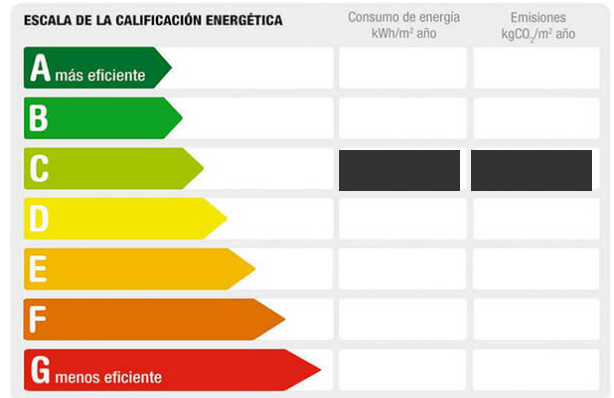 ESCALA DE LA CALIFICACIÓN ENERGÉTICA
Consumo de energía
kWh/m² año
Emisiones
kgCO₂/m² año
A más eficiente
B
C
D
E
F
G menos eficiente